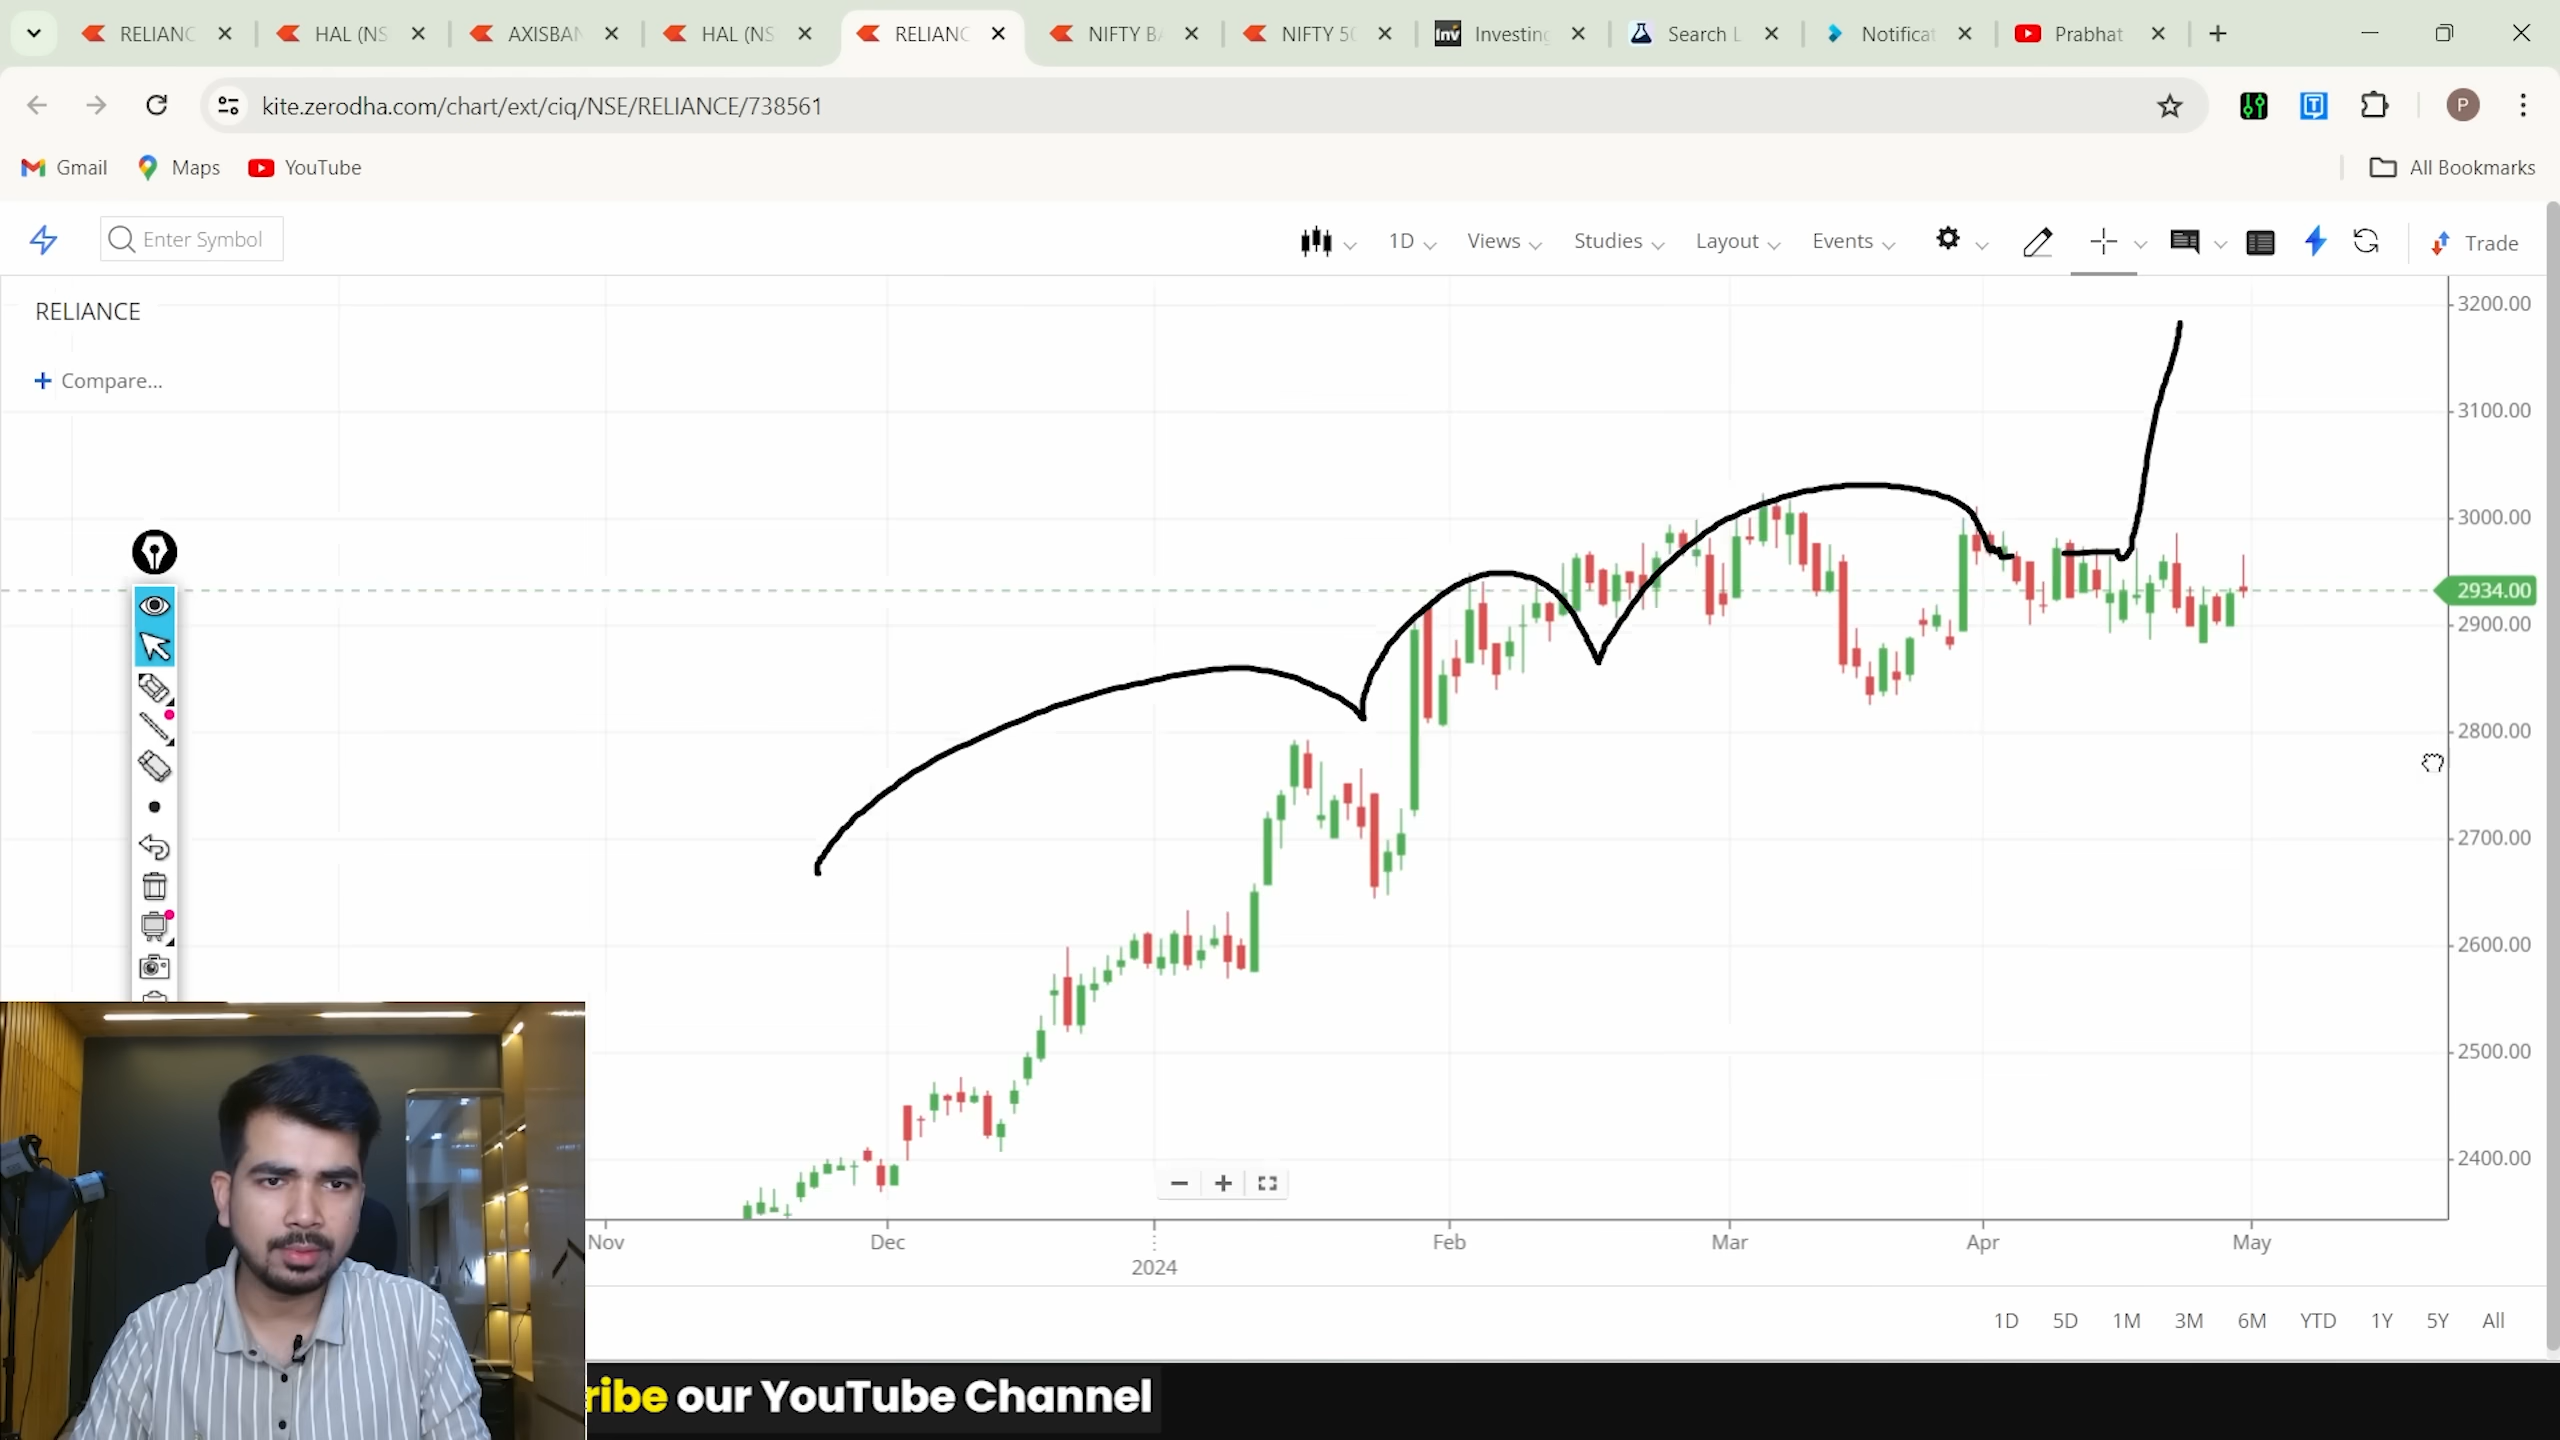 RELIANC
HAL (NS
AXISBAN
HAL (NS
RELIANC
NIFTY BA
NIFTY 50
Inv Investing
Search L
Notificat
Prabhat
kite.zerodha.com/chart/ext/ciq/NSE/RELIANCE/738561
P
Gmail
Maps
YouTube
All Bookmarks
Enter Symbol
1D
Views
Studies
Layout
Events
Trade
RELIANCE
Compare...
3200.00
3100.00
3000.00
2934.00
2900.00
2800.00
2700.00
2600.00
2500.00
2400.00
Nov
Dec
2024
Feb
Mar
Apr
May
1D 5D 1M 3M 6M YTD 1Y 5Y All
ribe our YouTube Channel